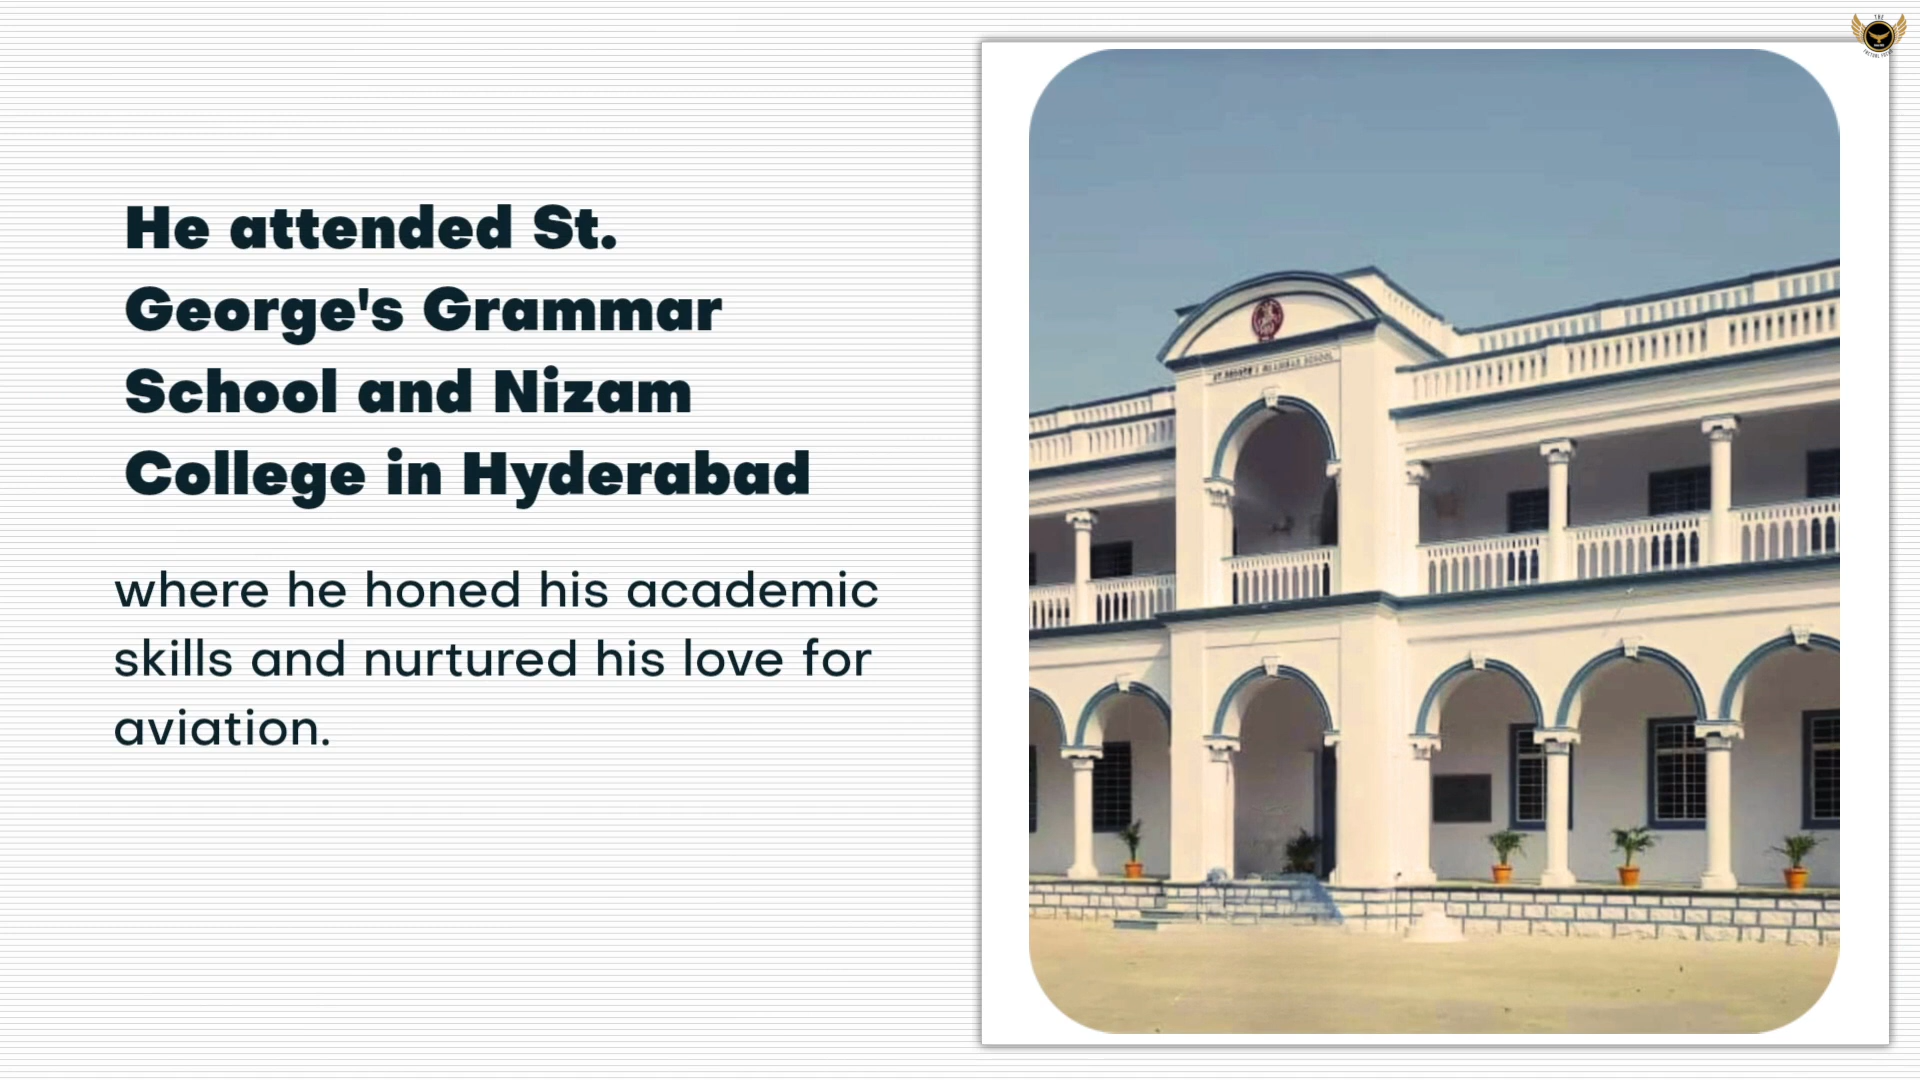 He attended St.
George's Grammar
School and Nizam
College in Hyderabad
where he honed his academic
skills and nurtured his love for
aviation.
THE